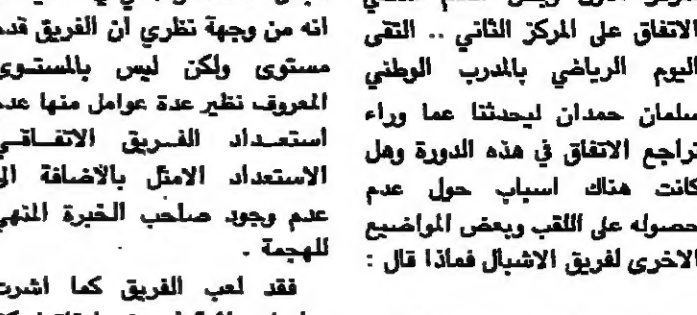 الاتفاق على المركز الثاني .. التقى
اليوم الرياضي بالمدرب الوطني
سلمان حمدان ليحدثنا عما وراء
تراجع الاتفاق في هذه الدورة وهل
كانت هناك اسباب حول عدم
حصوله على اللقب وبعض المواضيع
الاخرى لفريق الاشبال فماذا قال :
انه من وجهة نظري ان الفريق قدم
مستوى ولكن ليس بالمستوى
المعروف نظير عدة عوامل منها عدم
استعداد الفريق الاتفاقي
الاستعداد الامثل بالأضافة الى
عدم وجود صاحب الخبرة المنهي
للهجمة .
فقد لعب الفريق كما اشرت